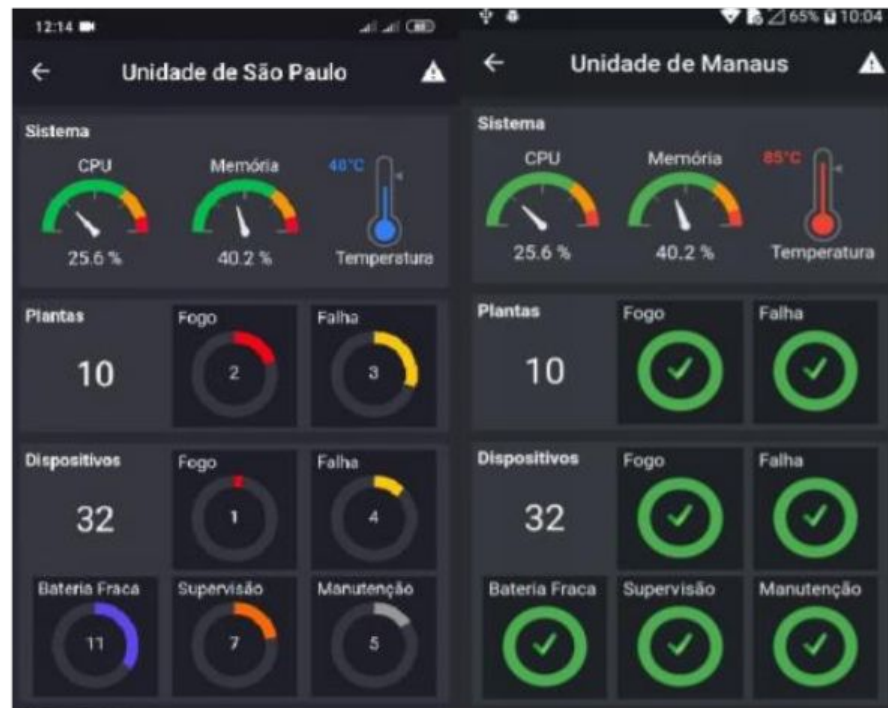 12:14
Unidade de São Paulo
Sistema
CPU
Memória
40°C
25.6 %
40.2 %
Temperatura
Plantas
10
Fogo
2
Falha
3
Dispositivos
32
Fogo
1
Falha
4
Bateria Fraca
11
Supervisão
7
Manutenção
5
65% 10:04
Unidade de Manaus
Sistema
CPU
Memória
85°C
25.6 %
40.2 %
Temperatura
Plantas
10
Fogo
Falha
Dispositivos
32
Fogo
Falha
Bateria Fraca
Supervisão
Manutenção